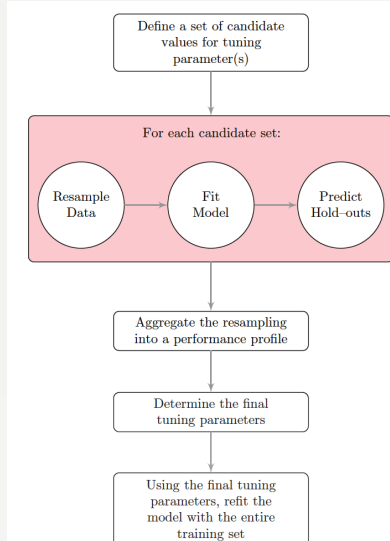 Define a set of candidate
values for tuning
parameter(s)
For each candidate set:
Resample
Data
Fit
Model
Predict
Hold–outs
Aggregate the resampling
into a performance profile
Determine the final
tuning parameters
Using the final tuning
parameters, refit the
model with the entire
training set